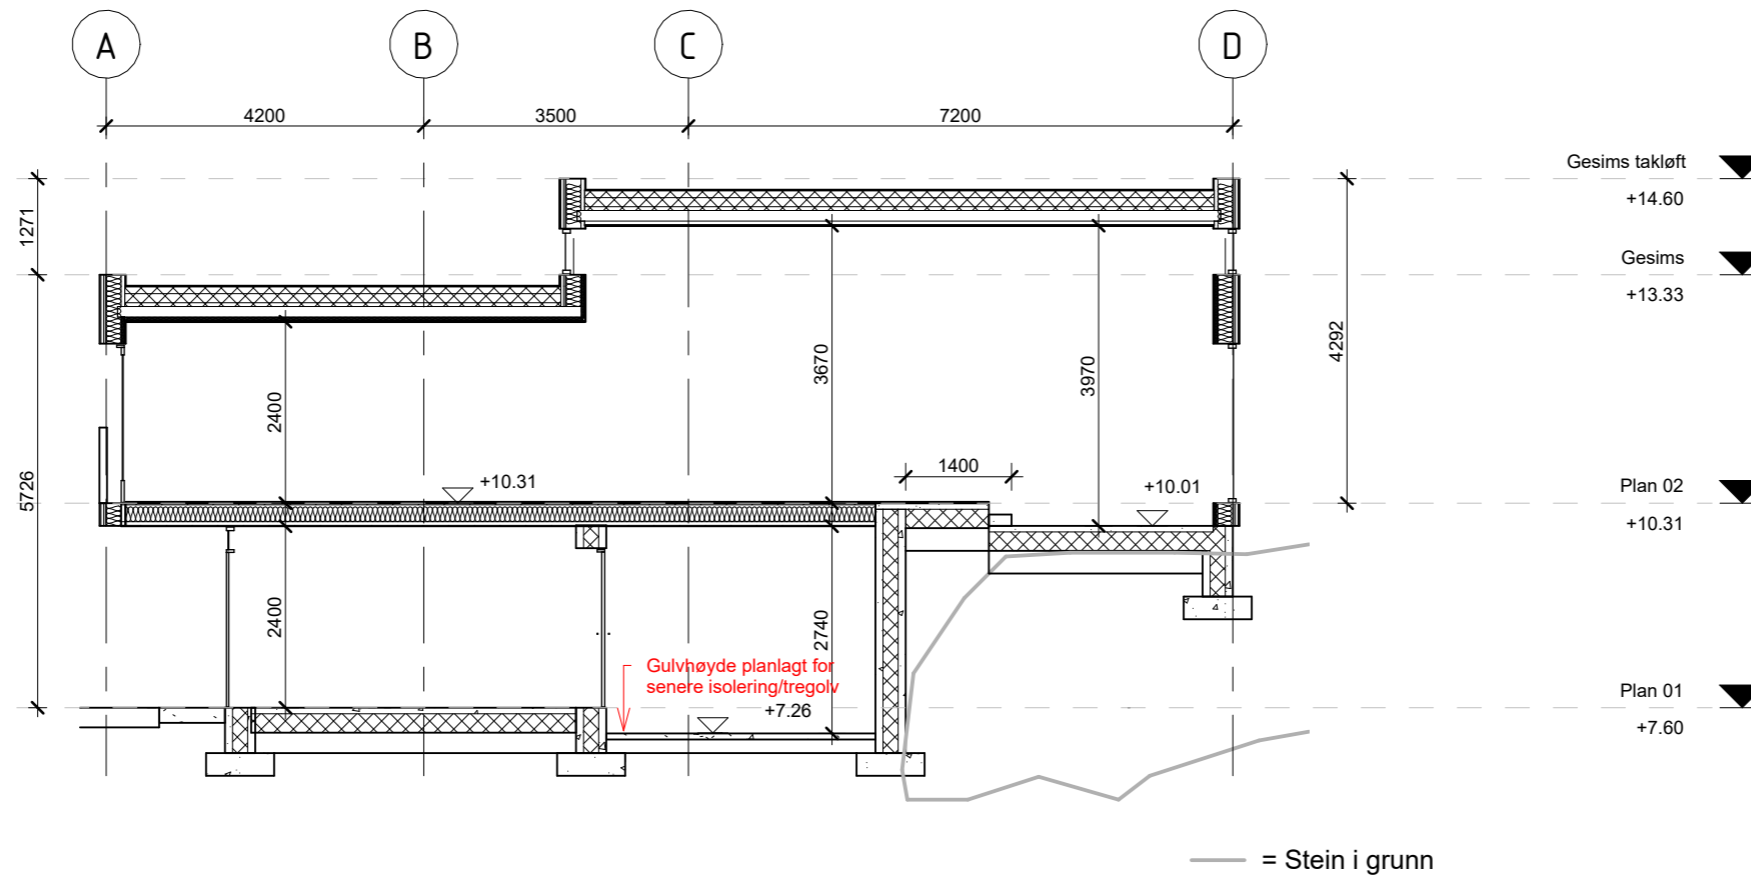 A
B
C
D
4200
3500
7200
Gesims takløft
+14.60
1271
Gesims
+13.33
4292
3670
3970
2400
5726
+10.31
1400
+10.01
Plan 02
+10.31
2400
2740
Gulvhøyde planlagt for
senere isolering/tregolv
+7.26
Plan 01
+7.60
= Stein i grunn